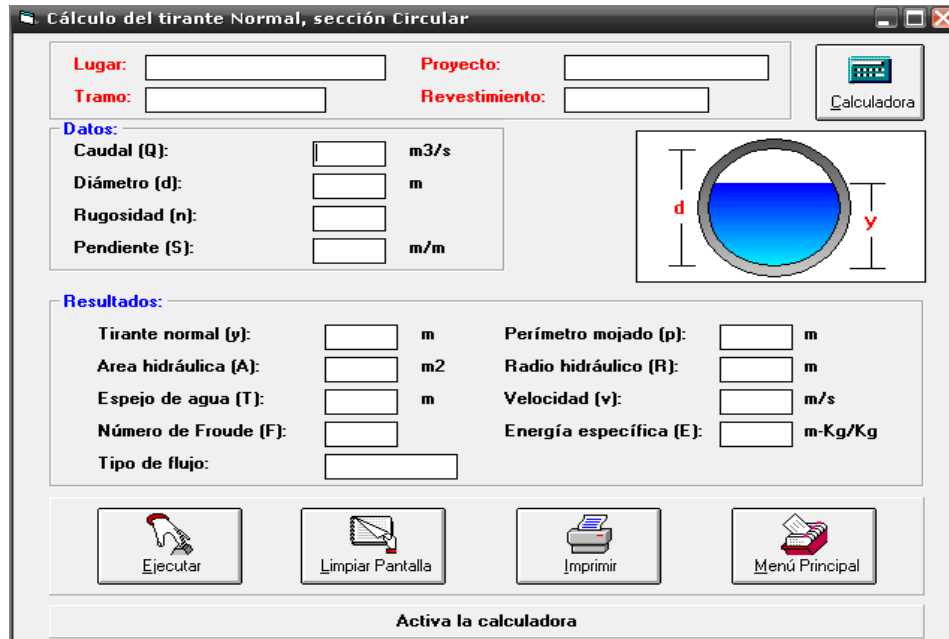 Cálculo del tirante Normal, sección Circular
Lugar: Proyecto:
Tramo: Revestimiento:
Calculadora
Datos:
Caudal (Q): m3/s
Diámetro (d): m
Rugosidad (n):
Pendiente (S): m/m
d
y
Resultados:
Tirante normal (y): m Perímetro mojado (p): m
Area hidráulica (A): m2 Radio hidráulico (R): m
Espejo de agua (T): m Velocidad (v): m/s
Número de Froude (F): Energía específica (E): m-Kg/Kg
Tipo de flujo:
Ejecutar Limpiar Pantalla Imprimir Menú Principal
Activa la calculadora